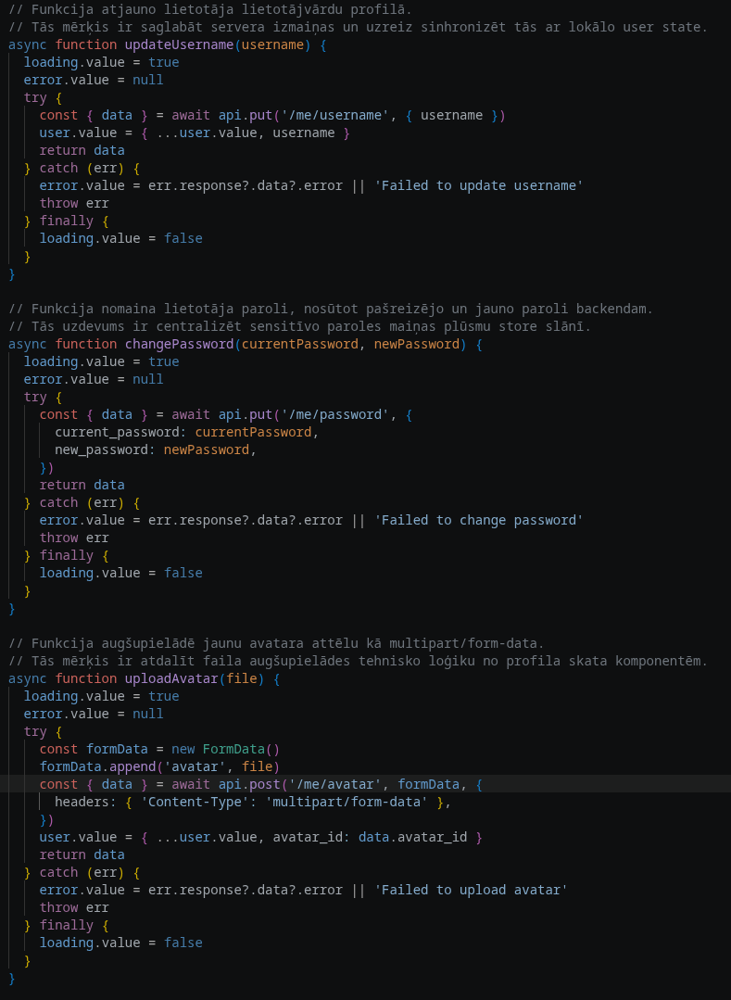 // Funkcija atjauno lietotāja lietotājvārdu profilā.
// Tās mērķis ir saglabāt servera izmaiņas un uzreiz sinhronizēt tās ar lokālo user state.
async function updateUsername(username) {
  loading.value = true
  error.value = null
  try {
    const { data } = await api.put('/me/username', { username })
    user.value = { ...user.value, username }
    return data
  } catch (err) {
    error.value = err.response?.data?.error || 'Failed to update username'
    throw err
  } finally {
    loading.value = false
  }
}

// Funkcija nomaina lietotāja paroli, nosūtot pašreizējo un jauno paroli backendam.
// Tās uzdevums ir centralizēt sensitīvo paroles maiņas plūsmu store slānī.
async function changePassword(currentPassword, newPassword) {
  loading.value = true
  error.value = null
  try {
    const { data } = await api.put('/me/password', {
      current_password: currentPassword,
      new_password: newPassword,
    })
    return data
  } catch (err) {
    error.value = err.response?.data?.error || 'Failed to change password'
    throw err
  } finally {
    loading.value = false
  }
}

// Funkcija augšupielādē jaunu avatara attēlu kā multipart/form-data.
// Tās mērķis ir atdalīt faila augšupielādes tehnisko loģiku no profila skata komponentēm.
async function uploadAvatar(file) {
  loading.value = true
  error.value = null
  try {
    const formData = new FormData()
    formData.append('avatar', file)
    const { data } = await api.post('/me/avatar', formData, {
      headers: { 'Content-Type': 'multipart/form-data' },
    })
    user.value = { ...user.value, avatar_id: data.avatar_id }
    return data
  } catch (err) {
    error.value = err.response?.data?.error || 'Failed to upload avatar'
    throw err
  } finally {
    loading.value = false
  }
}